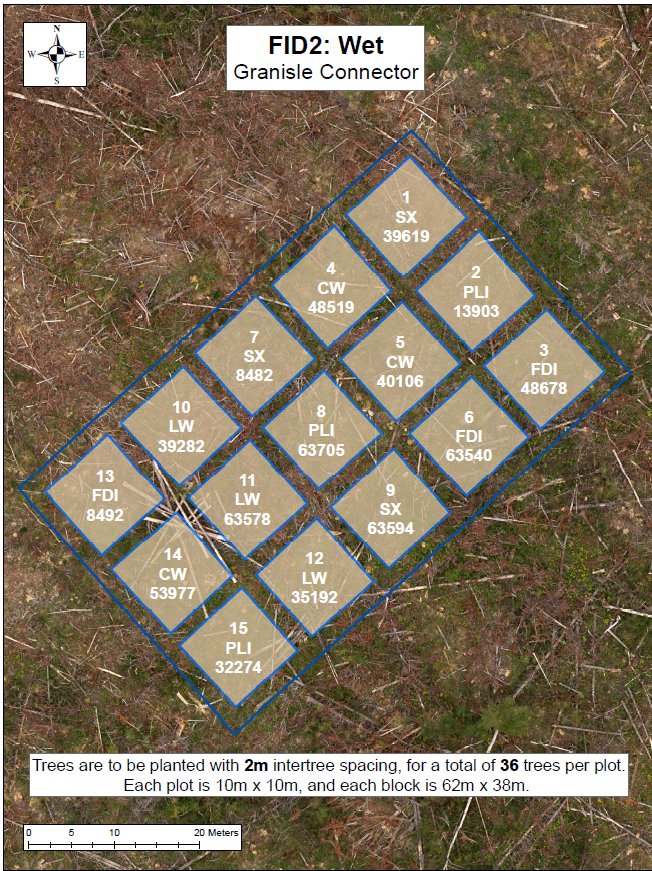 N
W E
S
FID2: Wet
Granisle Connector
1
SX
39619
2
PLI
13903
3
FDI
48678
4
CW
48519
5
CW
40106
6
FDI
63540
7
SX
8482
8
PLI
63705
9
SX
63594
10
LW
39282
11
LW
63578
12
LW
35192
13
FDI
8492
14
CW
53977
15
PLI
32274
Trees are to be planted with 2m intertree spacing, for a total of 36 trees per plot.
Each plot is 10m x 10m, and each block is 62m x 38m.
0 5 10 20 Meters